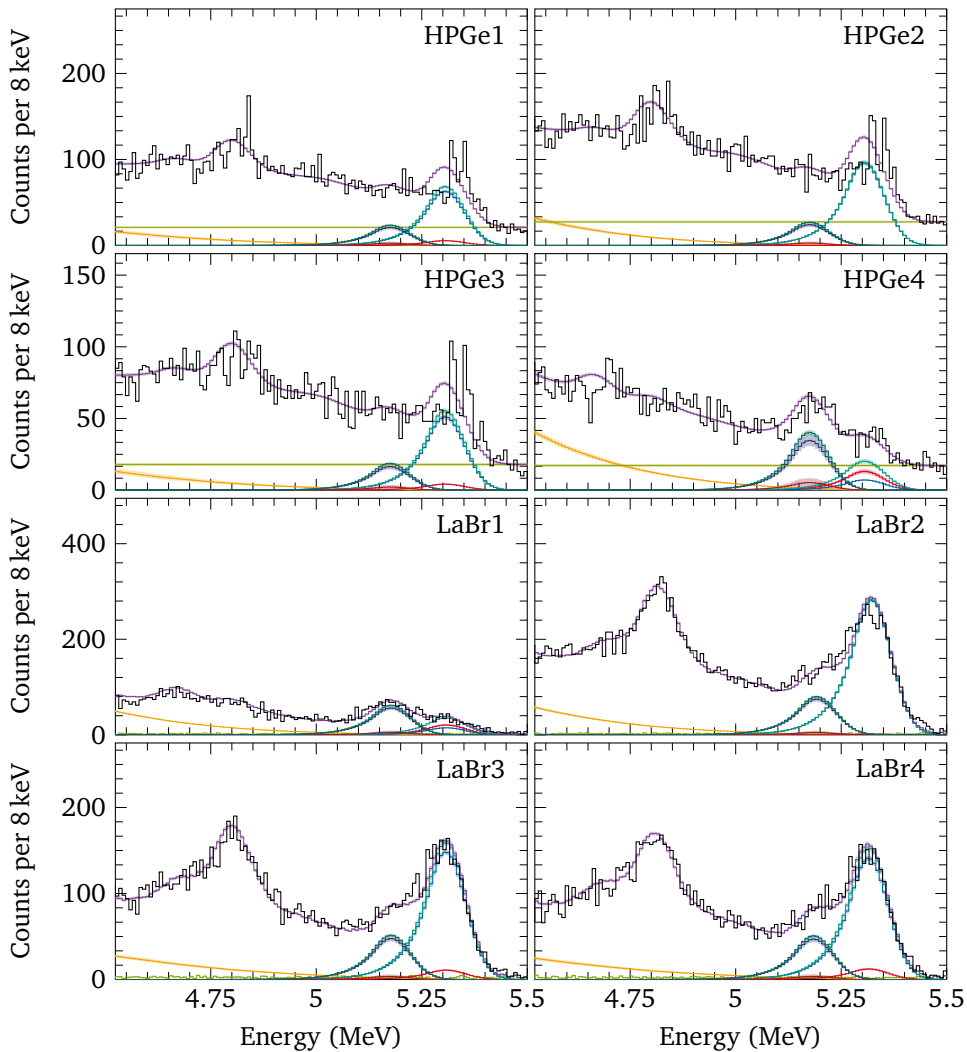 HPGe1
HPGe2
Counts per 8 keV
200
100
0
HPGe3
HPGe4
Counts per 8 keV
150
100
50
0
LaBr1
LaBr2
Counts per 8 keV
400
200
0
LaBr3
LaBr4
Counts per 8 keV
200
100
0
4.75 5 5.25 5.5 4.75 5 5.25 5.5
Energy (MeV) Energy (MeV)